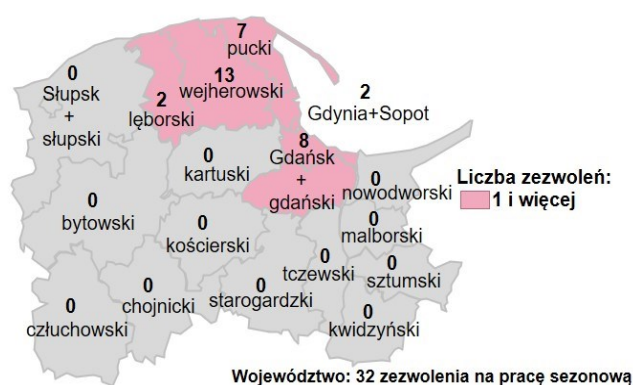 7
pucki
0
Słupsk
+
słupski
13
wejherowski
2
lęborski
2
Gdynia+Sopot
8
Gdańsk
+
gdański
0
kartuski
0
nowodworski
Liczba zezwoleń:
1 i więcej
0
bytowski
0
kościerski
0
malborski
0
tczewski
0
sztumski
0
człuchowski
0
chojnicki
0
starogardzki
0
kwidzyński
Województwo: 32 zezwolenia na pracę sezonową